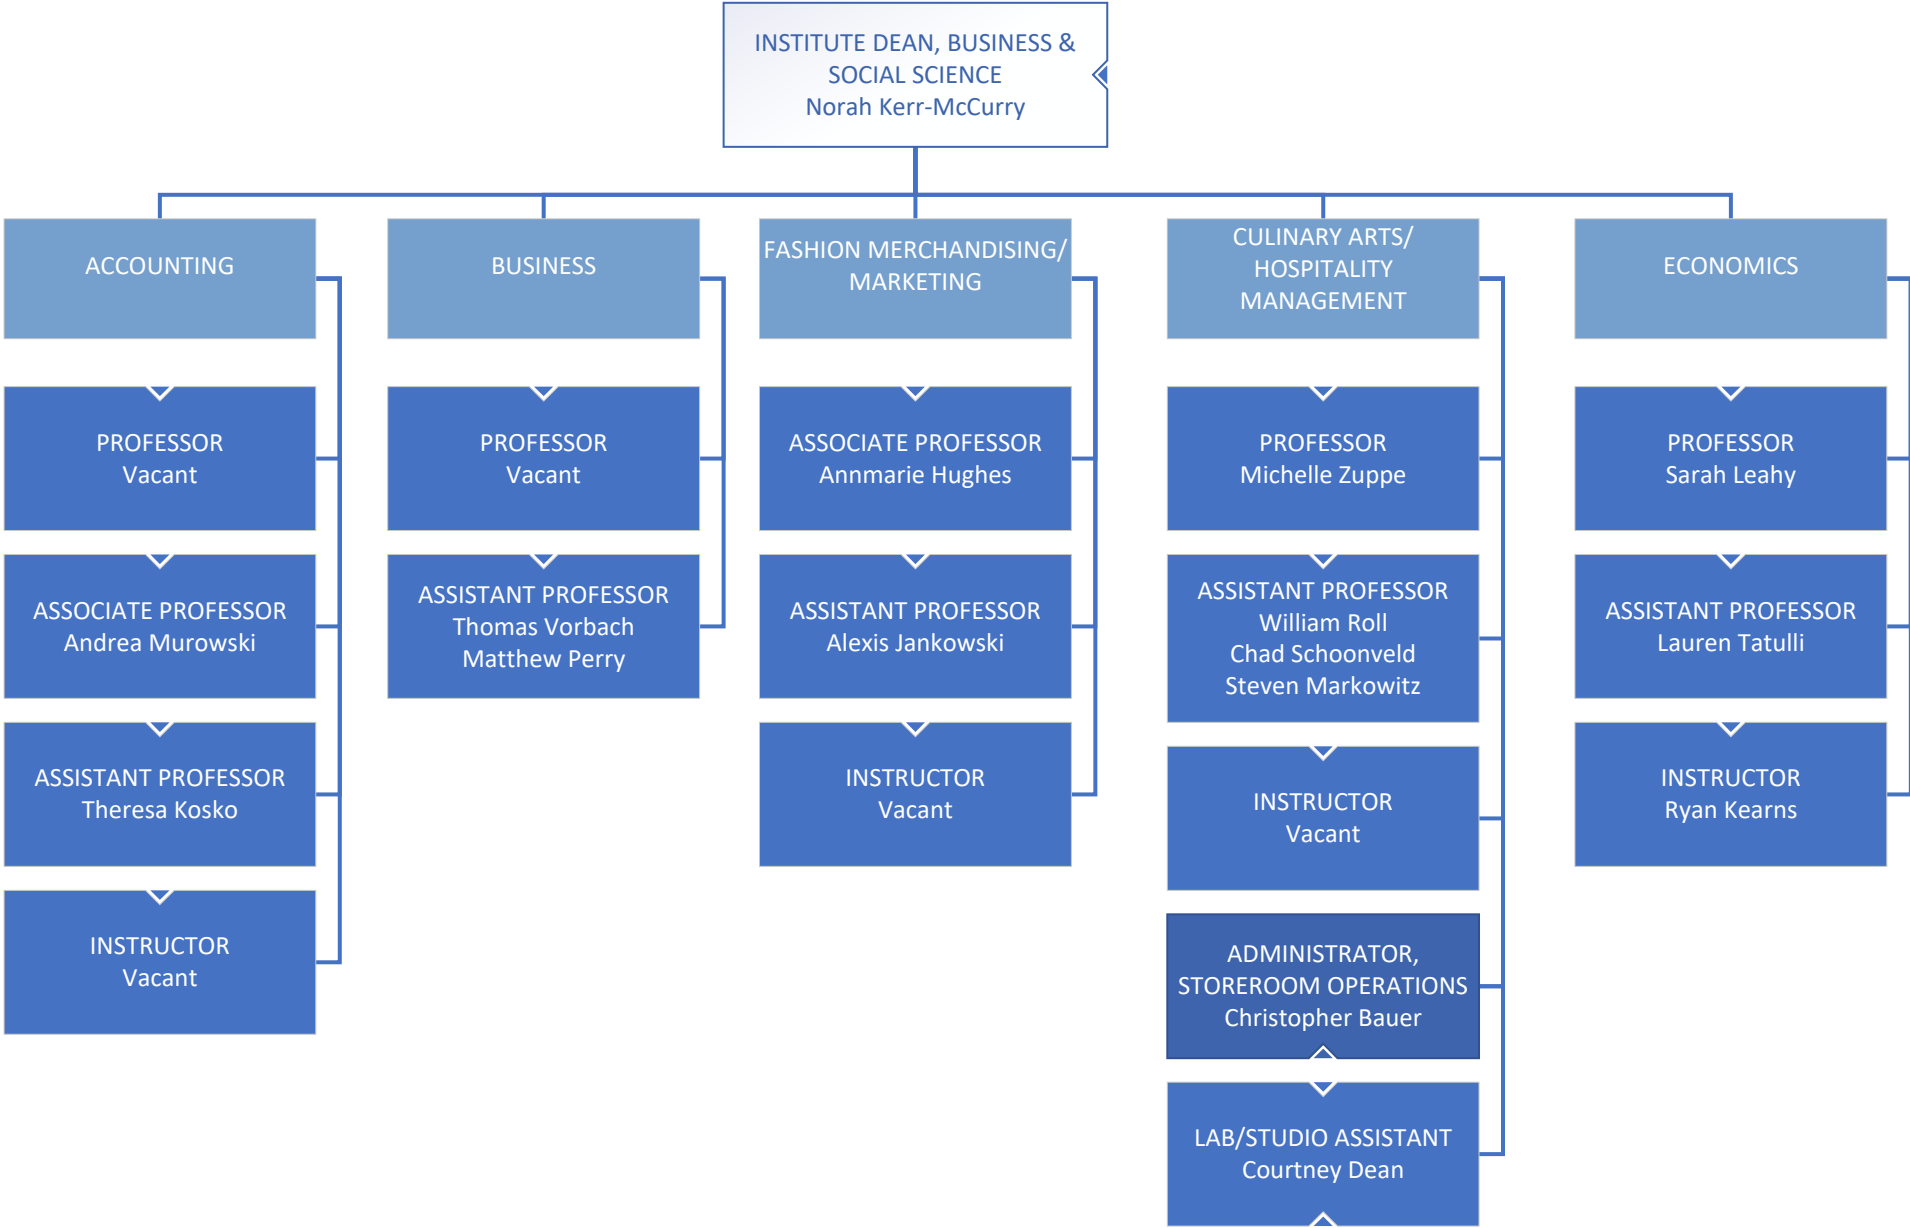 INSTITUTE DEAN, BUSINESS &
SOCIAL SCIENCE
Norah Kerr-McCurry
ACCOUNTING
PROFESSOR
Vacant
ASSOCIATE PROFESSOR
Andrea Murowski
ASSISTANT PROFESSOR
Theresa Kosko
INSTRUCTOR
Vacant
BUSINESS
PROFESSOR
Vacant
ASSISTANT PROFESSOR
Thomas Vorbach
Matthew Perry
FASHION MERCHANDISING/
MARKETING
ASSOCIATE PROFESSOR
Annmarie Hughes
ASSISTANT PROFESSOR
Alexis Jankowski
INSTRUCTOR
Vacant
CULINARY ARTS/
HOSPITALITY
MANAGEMENT
PROFESSOR
Michelle Zuppe
ASSISTANT PROFESSOR
William Roll
Chad Schoonveld
Steven Markowitz
INSTRUCTOR
Vacant
ADMINISTRATOR,
STOREROOM OPERATIONS
Christopher Bauer
LAB/STUDIO ASSISTANT
Courtney Dean
ECONOMICS
PROFESSOR
Sarah Leahy
ASSISTANT PROFESSOR
Lauren Tatulli
INSTRUCTOR
Ryan Kearns